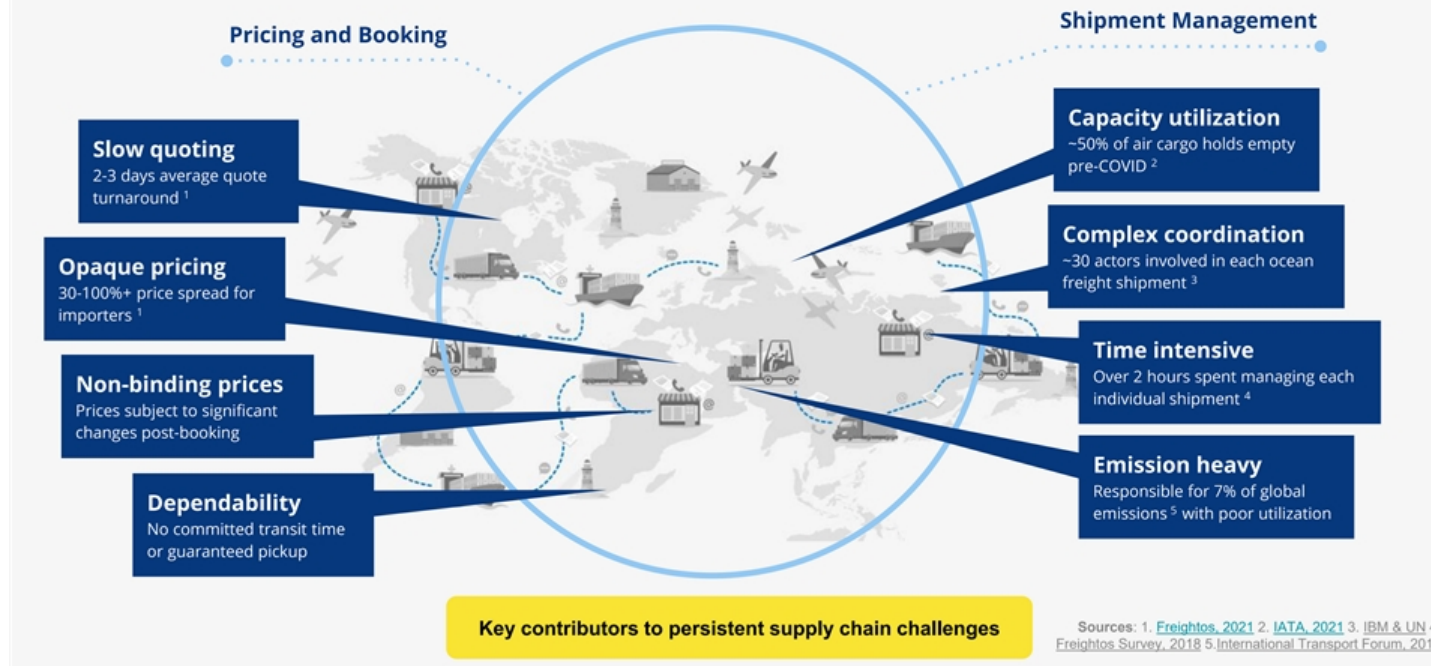 Pricing and Booking
Shipment Management
Slow quoting
2-3 days average quote
turnaround ¹
Opaque pricing
30-100%+ price spread for
importers ¹
Non-binding prices
Prices subject to significant
changes post-booking
Dependability
No committed transit time
or guaranteed pickup
Capacity utilization
~50% of air cargo holds empty
pre-COVID ²
Complex coordination
~30 actors involved in each ocean
freight shipment ³
Time intensive
Over 2 hours spent managing each
individual shipment ⁴
Emission heavy
Responsible for 7% of global
emissions ⁵ with poor utilization
Key contributors to persistent supply chain challenges
Sources: 1. Freightos, 2021 2. IATA, 2021 3. IBM & UN
Freightos Survey, 2018 5.International Transport Forum,